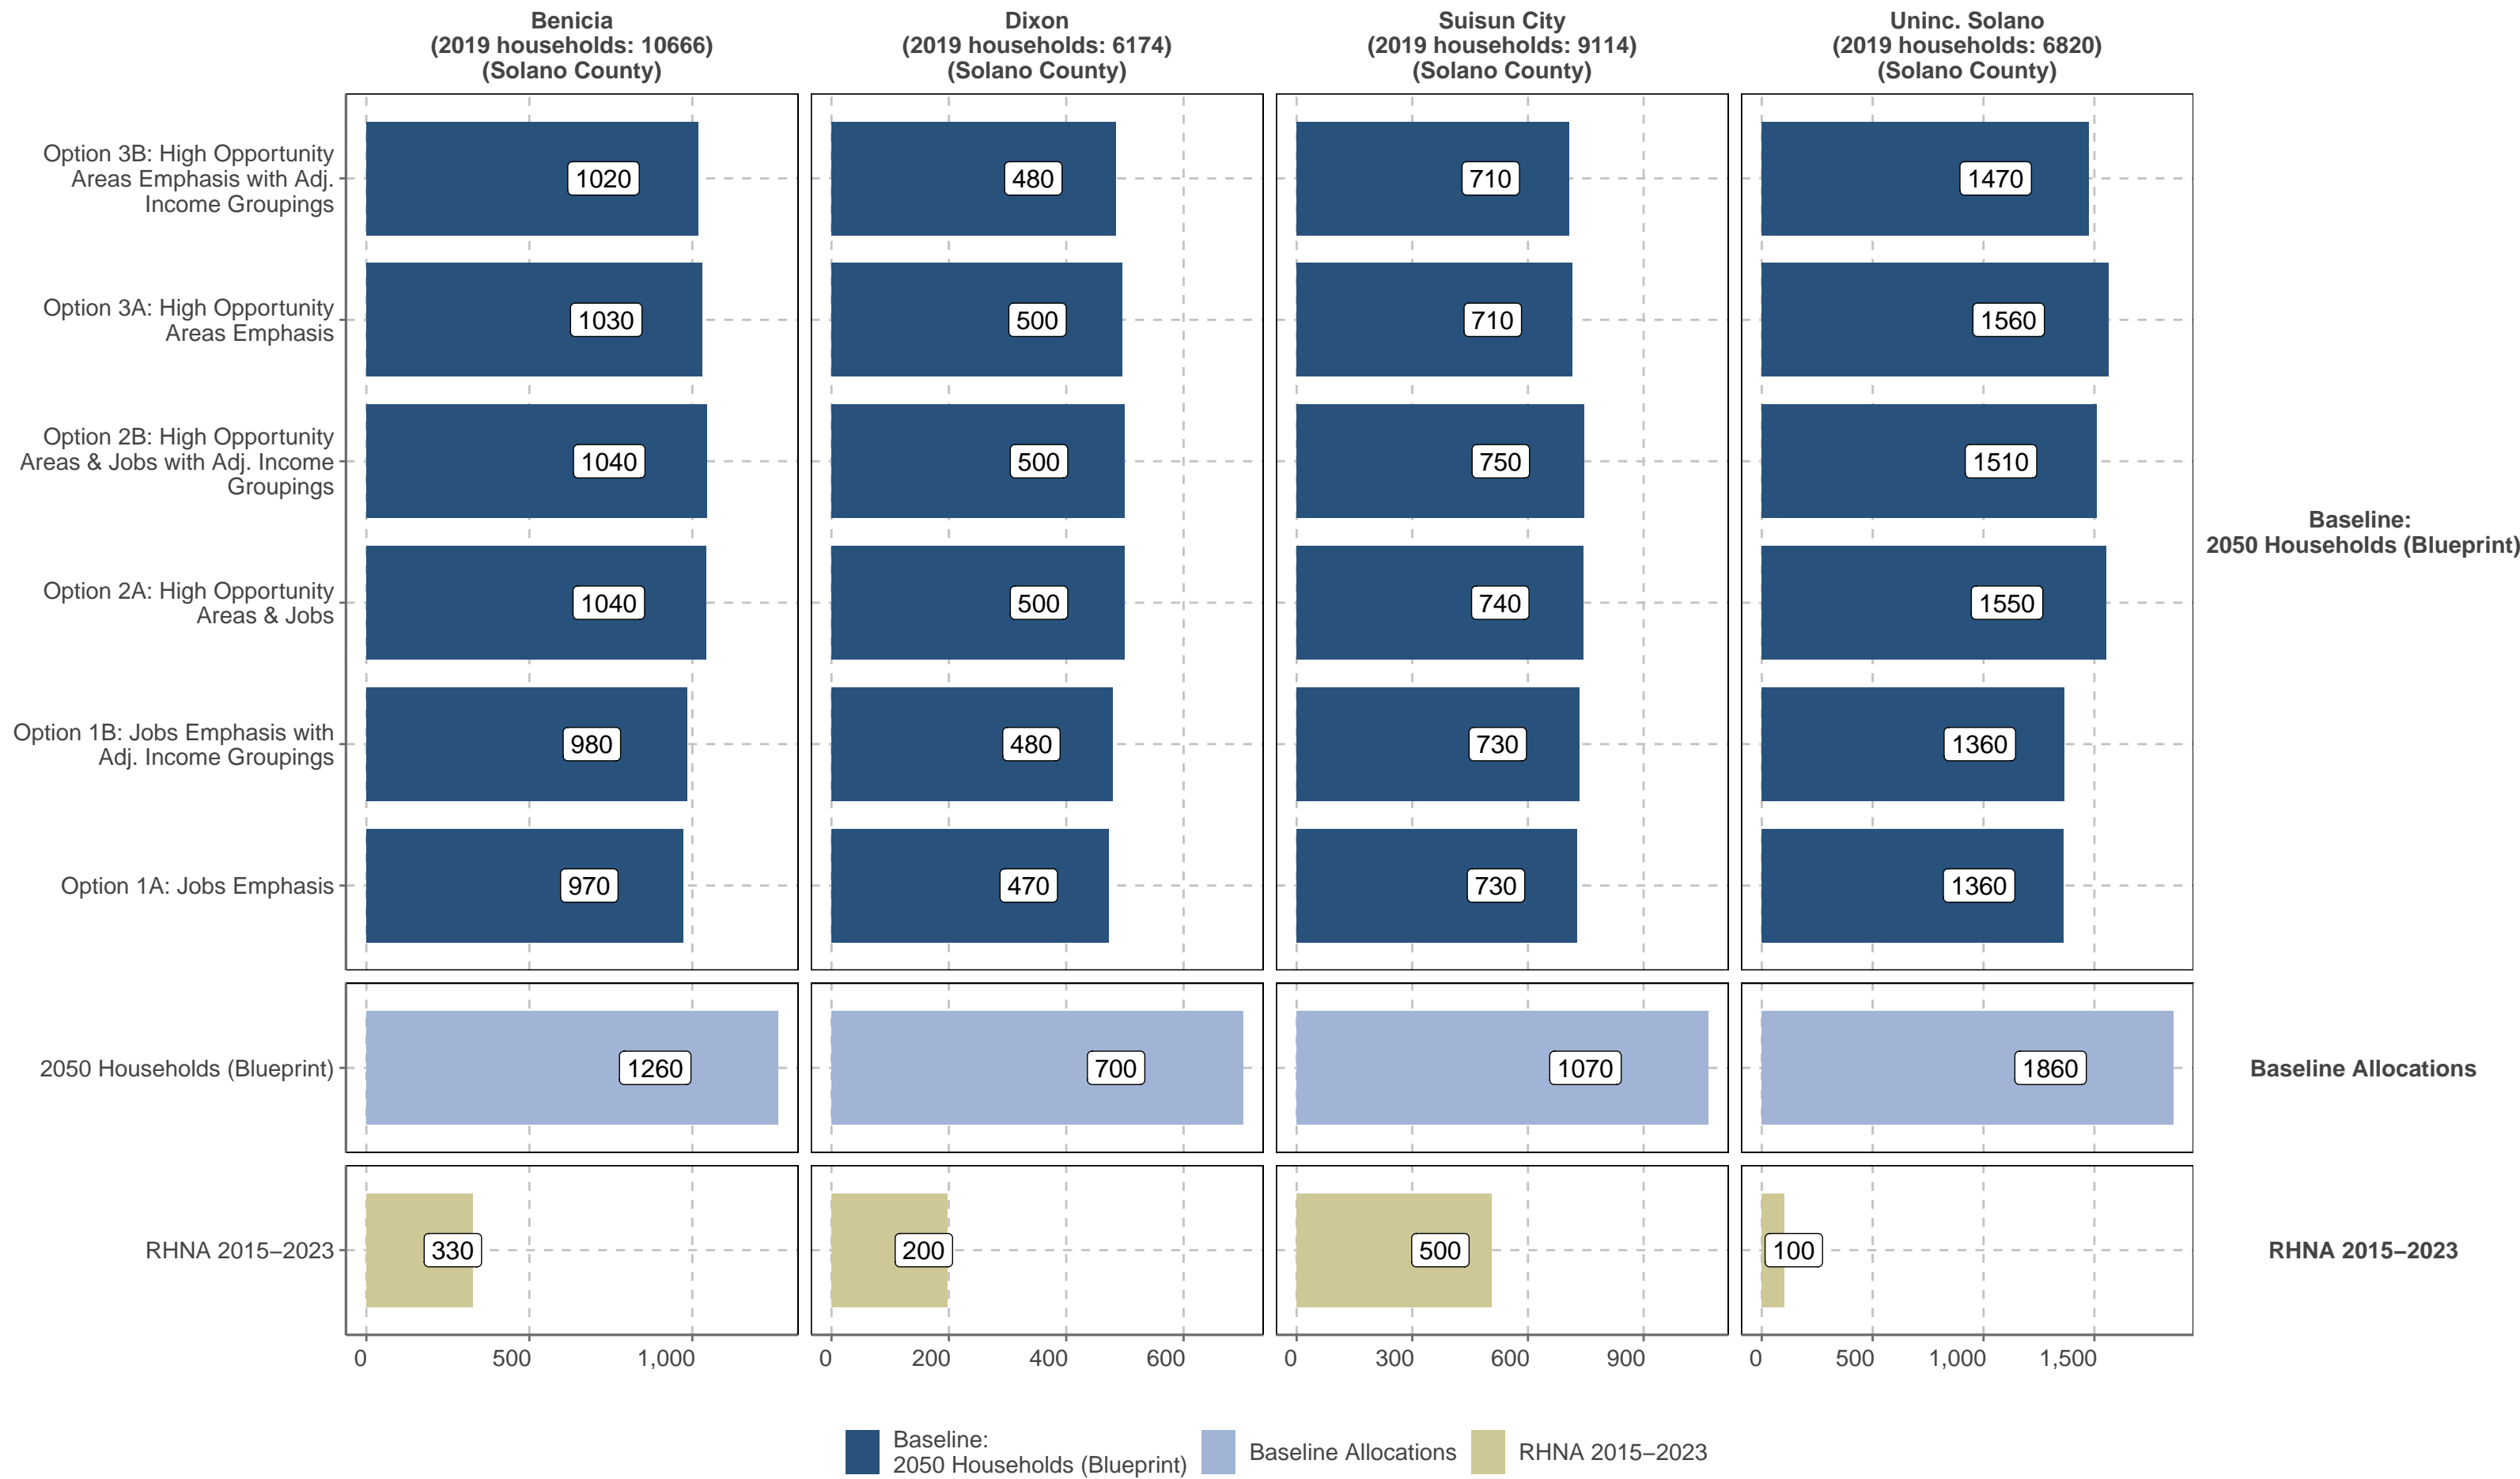 Benicia
(2019 households: 10666)
(Solano County)
Dixon
(2019 households: 6174)
(Solano County)
Suisun City
(2019 households: 9114)
(Solano County)
Uninc. Solano
(2019 households: 6820)
(Solano County)
Option 3B: High Opportunity
Areas Emphasis with Adj.
Income Groupings
1020
480
710
1470
Option 3A: High Opportunity
Areas Emphasis
1030
500
710
1560
Option 2B: High Opportunity
Areas & Jobs with Adj. Income
Groupings
1040
500
750
1510
Baseline:
2050 Households (Blueprint)
Option 2A: High Opportunity
Areas & Jobs
1040
500
740
1550
Option 1B: Jobs Emphasis with
Adj. Income Groupings
980
480
730
1360
Option 1A: Jobs Emphasis
970
470
730
1360
2050 Households (Blueprint)
1260
700
1070
1860
Baseline Allocations
RHNA 2015−2023
330
200
500
100
RHNA 2015−2023
0 500 1,000
0 200 400 600
0 300 600 900
0 500 1,000 1,500
Baseline:
2050 Households (Blueprint)
Baseline Allocations
RHNA 2015−2023